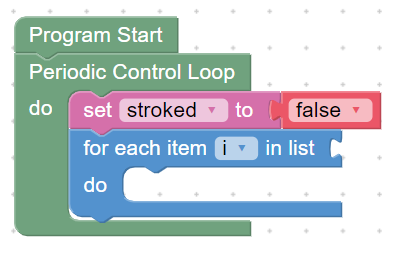 Program Start
Periodic Control Loop
do set stroked to false
for each item i in list
do